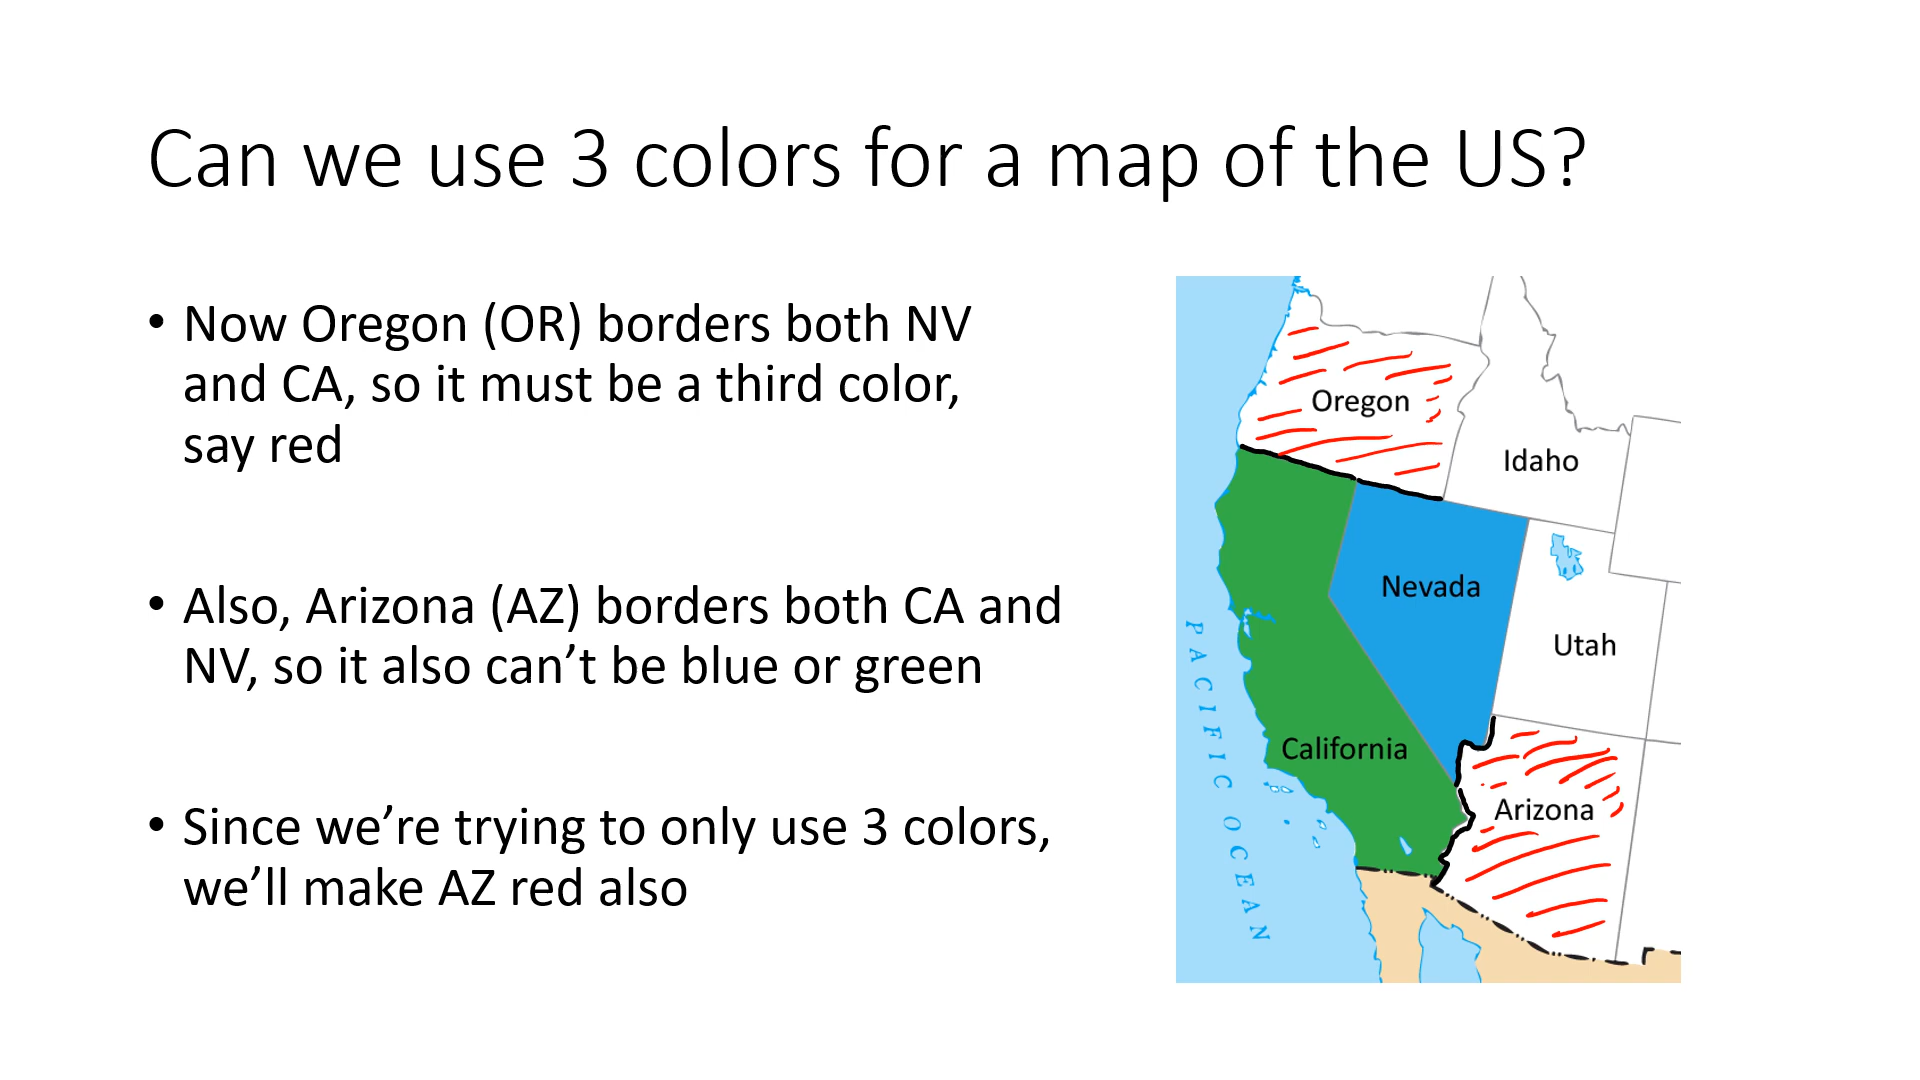 Can we use 3 colors for a map of the US?
• Now Oregon (OR) borders both NV
and CA, so it must be a third color,
say red
• Also, Arizona (AZ) borders both CA and
NV, so it also can’t be blue or green
• Since we’re trying to only use 3 colors,
we’ll make AZ red also
Oregon
Idaho
Nevada
Utah
California
Arizona
PACIFIC OCEAN